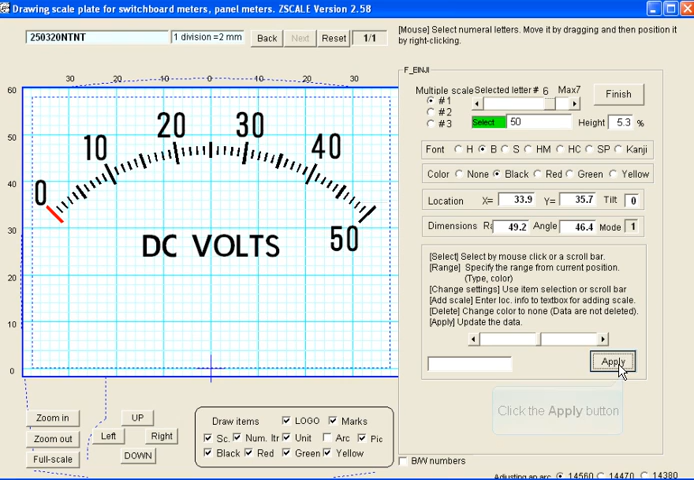 Drawing scale plate for switchboard meters, panel meters. ZSCALE Version 2.58
250320NTNT
1 division =2 mm
Back
Next
Reset
1/1
[Mouse] Select numeral letters. Move it by dragging and then position it
by right-clicking.
30 20 10 0 10 20 30
60
50
40
30
20
10
0
0 10 20 30 40 50
DC VOLTS
F_EINJI
Multiple scale
#1
#2
#3
Selected letter# 6 Max7
Finish
Select 50 Height 5.3 %
Font H B S HM HC SP Kanji
Color None Black Red Green Yellow
Location X= 33.9 Y= 35.7 Tilt 0
Dimensions 49.2 Angle 46.4 Mode 1
[Select] Select by mouse click or a scroll bar.
[Range] Specify the range from current position.
(Type, color)
[Change settings] Use item selection or scroll bar
[Add scale] Enter loc. info to textbox for adding scale.
[Delete] Change color to none (Data are not deleted).
[Apply] Update the data.
Apply
Click the Apply button
Zoom in
Zoom out
Full-scale
UP
Left
Right
DOWN
Draw items LOGO Marks
Sc. Num. ltr Unit Arc Pic
Black Red Green Yellow
B/W numbers
Adjusting an arc 14560 14470 14380